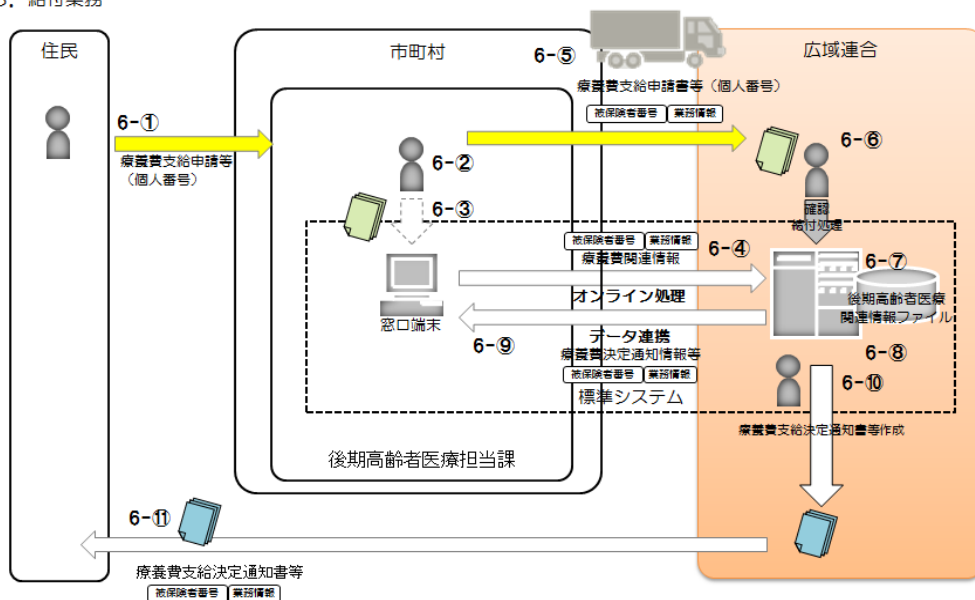 給付業務
住民
市町村
広域連合
6-⑤
療養費支給申請書等（個人番号）
被保険者番号 業務情報
6-①
療養費支給申請等
（個人番号）
6-②
6-③
6-⑥
確認
給付処理
被保険者番号 業務情報
6-④
療養費関連情報
オンライン処理
窓口端末
6-⑦
後期高齢者医療
関連情報ファイル
データ連携
6-⑨
療養費決定通知情報等
被保険者番号 業務情報
標準システム
6-⑧
6-⑩
療養費支給決定通知書等作成
後期高齢者医療担当課
6-⑪
療養費支給決定通知書等
被保険者番号 業務情報